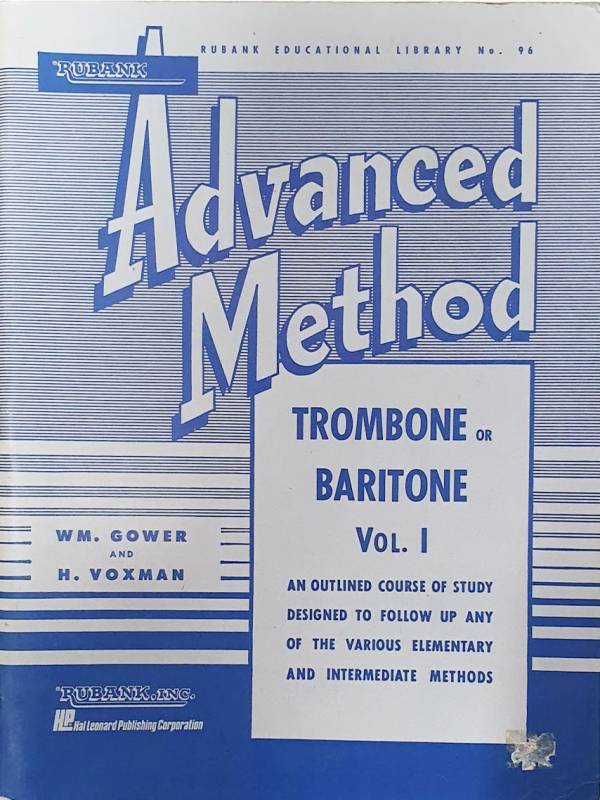 RUBANK EDUCATIONAL LIBRARY No. 96
RUBANK
Advanced
Method
TROMBONE OR
BARITONE
VOL. I
WM. GOWER
AND
H. VOXMAN
AN OUTLINED COURSE OF STUDY
DESIGNED TO FOLLOW UP ANY
OF THE VARIOUS ELEMENTARY
AND INTERMEDIATE METHODS
RUBANK, INC.
HL Hal Leonard Publishing Corporation